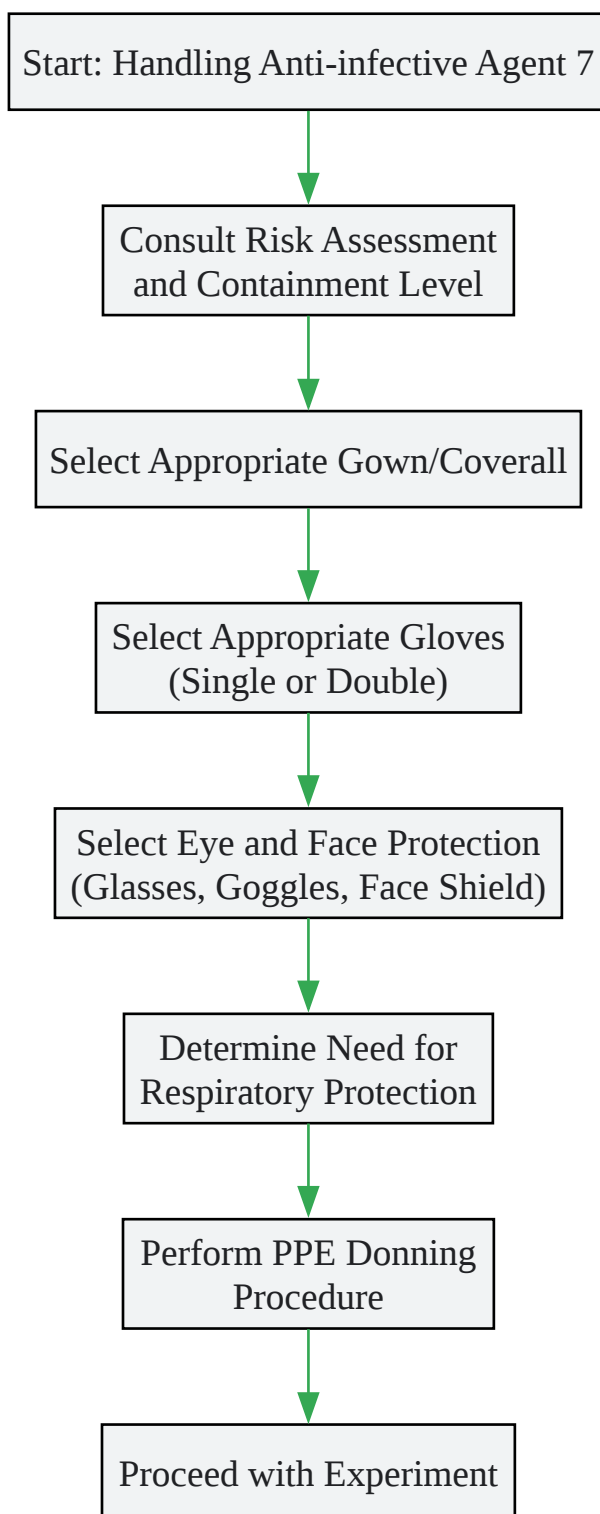 Start: Handling Anti-infective Agent 7
Consult Risk Assessment
and Containment Level
Select Appropriate Gown/Coverall
Select Appropriate Gloves
(Single or Double)
Select Eye and Face Protection
(Glasses, Goggles, Face Shield)
Determine Need for
Respiratory Protection
Perform PPE Donning
Procedure
Proceed with Experiment